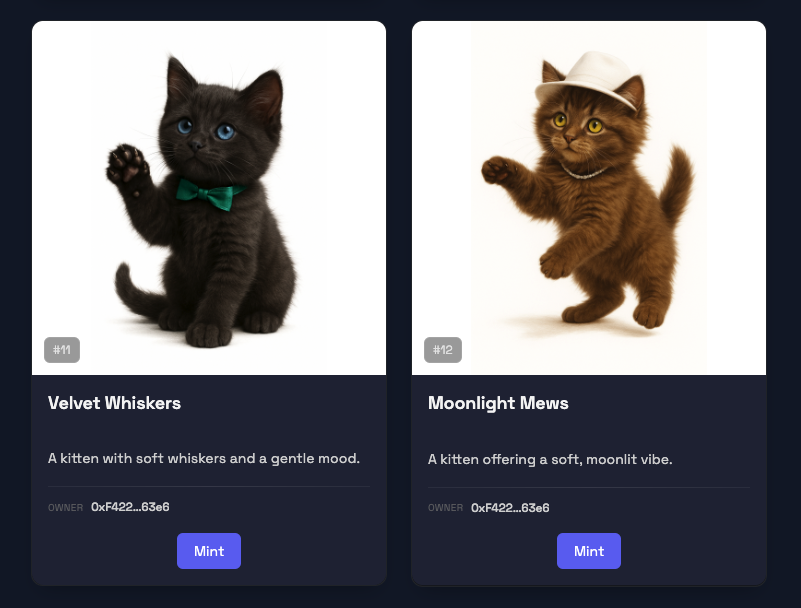 #11
Velvet Whiskers
A kitten with soft whiskers and a gentle mood.
OWNER 0xF422...63e6
Mint
#12
Moonlight Mews
A kitten offering a soft, moonlit vibe.
OWNER 0xF422...63e6
Mint